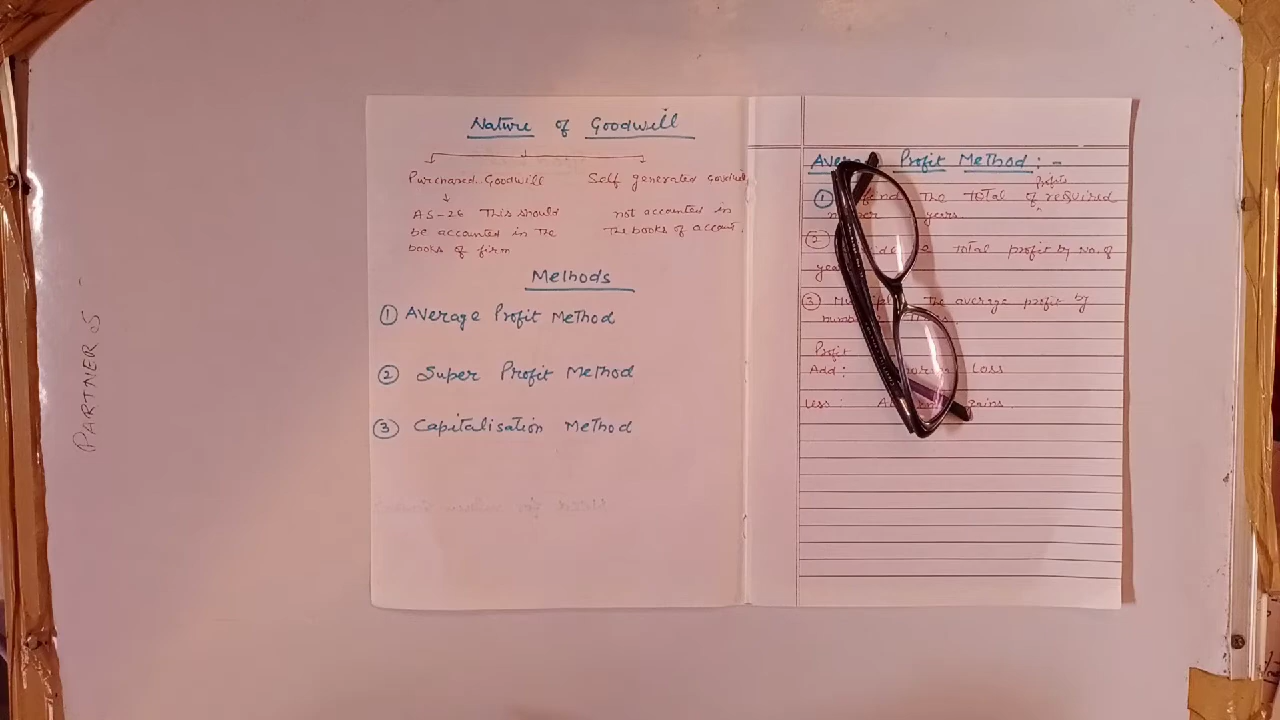 Nature of Goodwill
Purchased Goodwill
AS-26 This should
be accounted in the
books of firm
Self generated Goodwill
not accounted in
the books of account.
Methods
① Average Profit Method
② Super Profit Method
③ Capitalisation Method
Profit Method : -
profits
① The total of required
years
② total profit by No. of
③ The average profit by
Profit
Add: Loss
Less:
PARTNER S